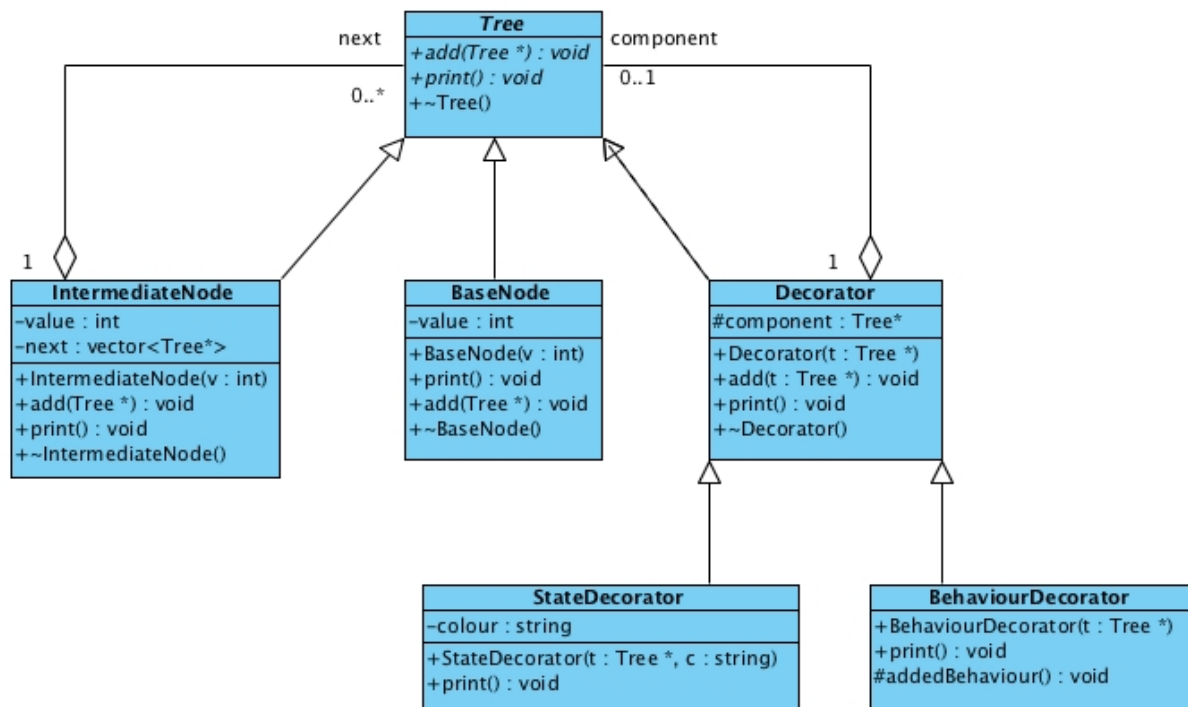 Tree
+add(Tree *) : void
+print() : void
+~Tree()
next
0..*
component
0..1
1
IntermediateNode
-value : int
-next : vector<Tree*>
+IntermediateNode(v : int)
+add(Tree *) : void
+print() : void
+~IntermediateNode()
BaseNode
-value : int
+BaseNode(v : int)
+print() : void
+add(Tree *) : void
+~BaseNode()
1
Decorator
#component : Tree*
+Decorator(t : Tree *)
+add(t : Tree *) : void
+print() : void
+~Decorator()
StateDecorator
-colour : string
+StateDecorator(t : Tree *, c : string)
+print() : void
BehaviourDecorator
+BehaviourDecorator(t : Tree *)
+print() : void
#addedBehaviour() : void